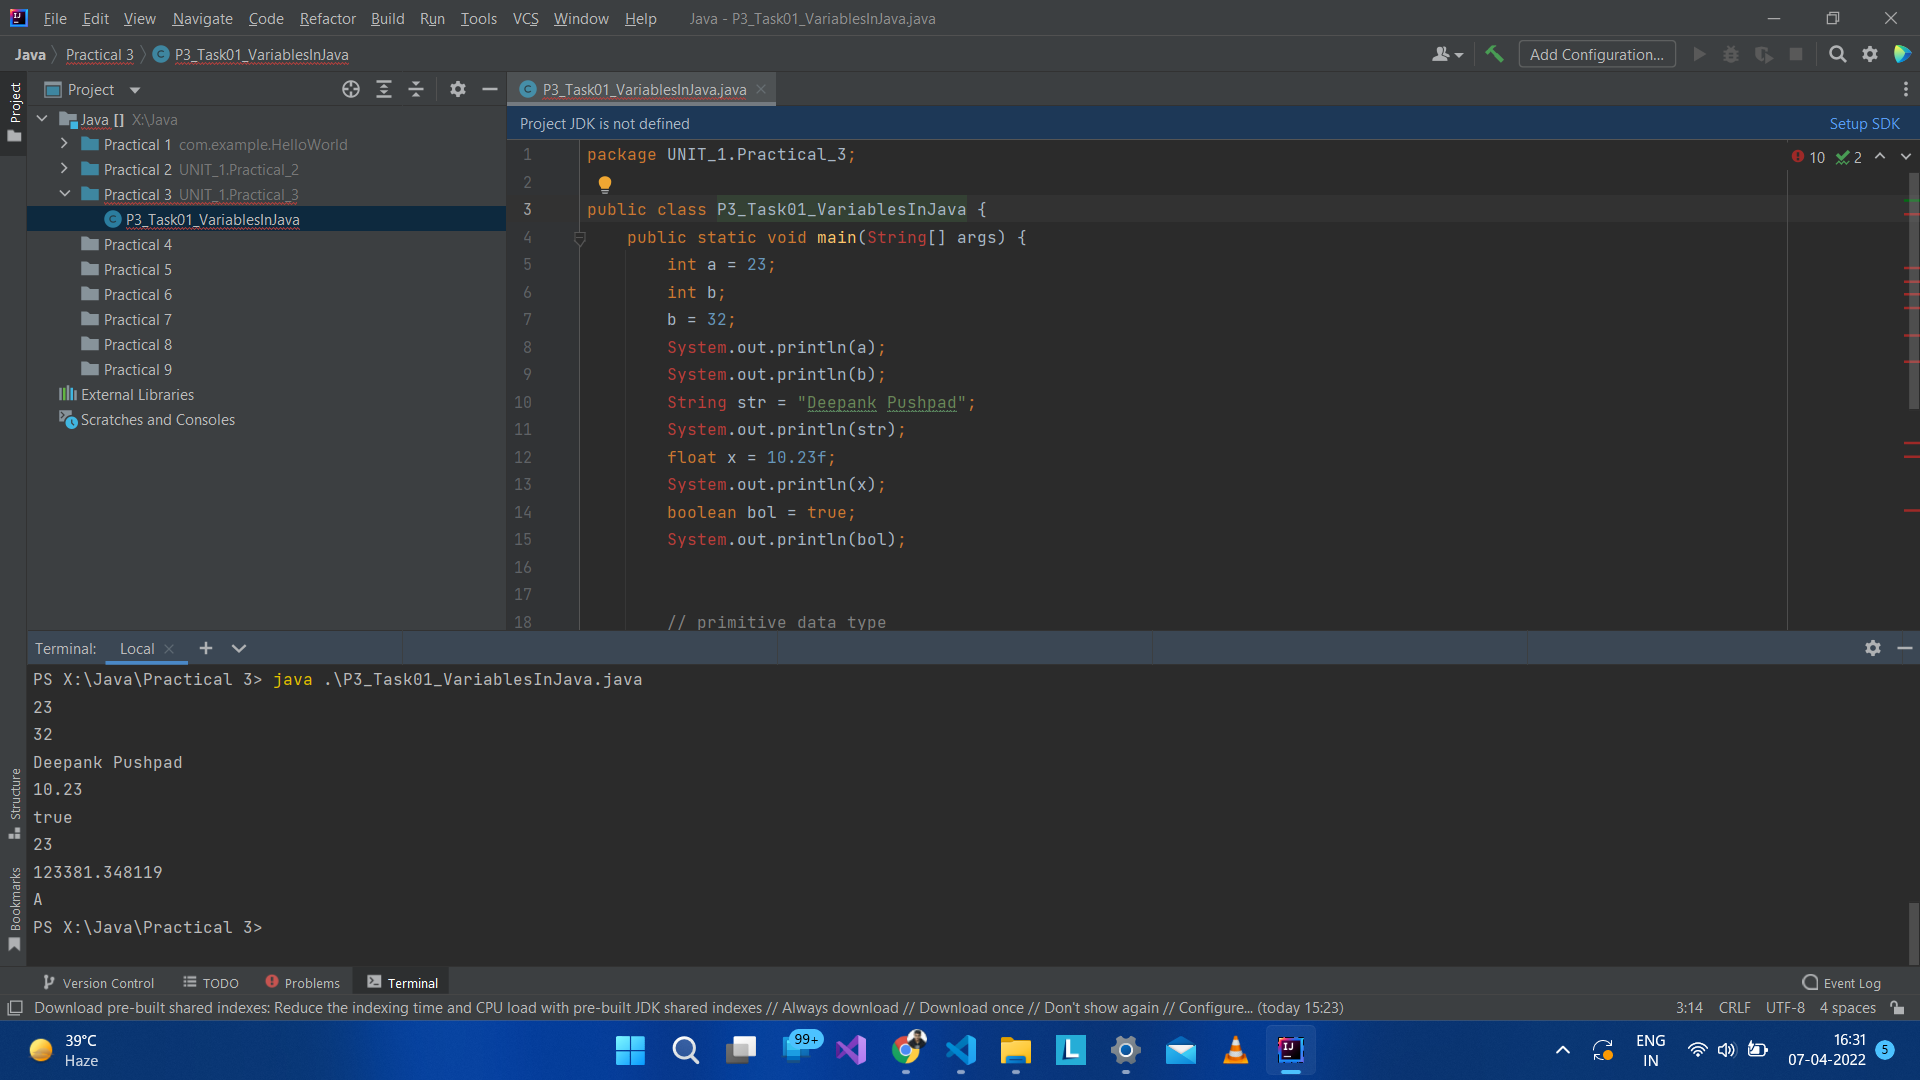 File Edit View Navigate Code Refactor Build Run Tools VCS Window Help Java - P3_Task01_VariablesInJava.java
Java Practical 3 P3_Task01_VariablesInJava Add Configuration...
Project P3_Task01_VariablesInJava.java
Project
Project JDK is not defined Setup SDK
Java [] X:\Java
Practical 1 com.example.HelloWorld
Practical 2 UNIT_1.Practical_2
Practical 3 UNIT_1.Practical_3
P3_Task01_VariablesInJava
Practical 4
Practical 5
Practical 6
Practical 7
Practical 8
Practical 9
External Libraries
Scratches and Consoles
10 2
1 package UNIT_1.Practical_3;
2
3 public class P3_Task01_VariablesInJava {
4 public static void main(String[] args) {
5 int a = 23;
6 int b;
7 b = 32;
8 System.out.println(a);
9 System.out.println(b);
10 String str = "Deepank Pushpad";
11 System.out.println(str);
12 float x = 10.23f;
13 System.out.println(x);
14 boolean bol = true;
15 System.out.println(bol);
16
17
18 // primitive data type
Terminal: Local
PS X:\Java\Practical 3> java .\P3_Task01_VariablesInJava.java
23
32
Deepank Pushpad
10.23
true
23
123381.348119
A
PS X:\Java\Practical 3>
Structure
Bookmarks
Version Control TODO Problems Terminal Event Log
Download pre-built shared indexes: Reduce the indexing time and CPU load with pre-built JDK shared indexes // Always download // Download once // Don't show again // Configure... (today 15:23) 3:14 CRLF UTF-8 4 spaces
39°C
Haze
99+
L
IJ
ENG
IN
16:31
07-04-2022
5